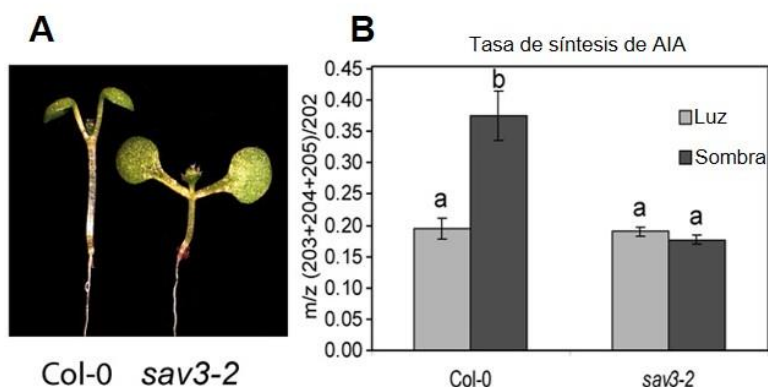 A
B
Tasa de síntesis de AIA
m/z (203+204+205)/202
0.45
0.40
0.35
0.30
0.25
0.20
0.15
0.10
0.05
0.00
a
b
a
a
Luz
Sombra
Col-0
sav3-2
Col-0
sav3-2